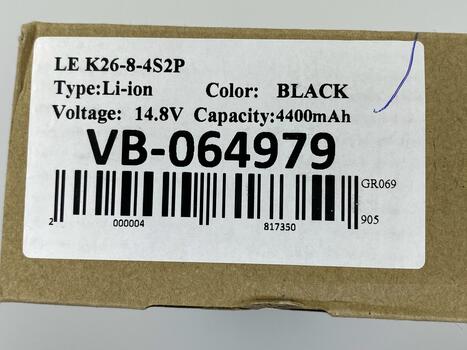 LE K26-8-4S2P
Type:Li-ion Color: BLACK
Voltage: 14.8V Capacity:4400mAh
VB-064979
GR069
905
2 000004 817350